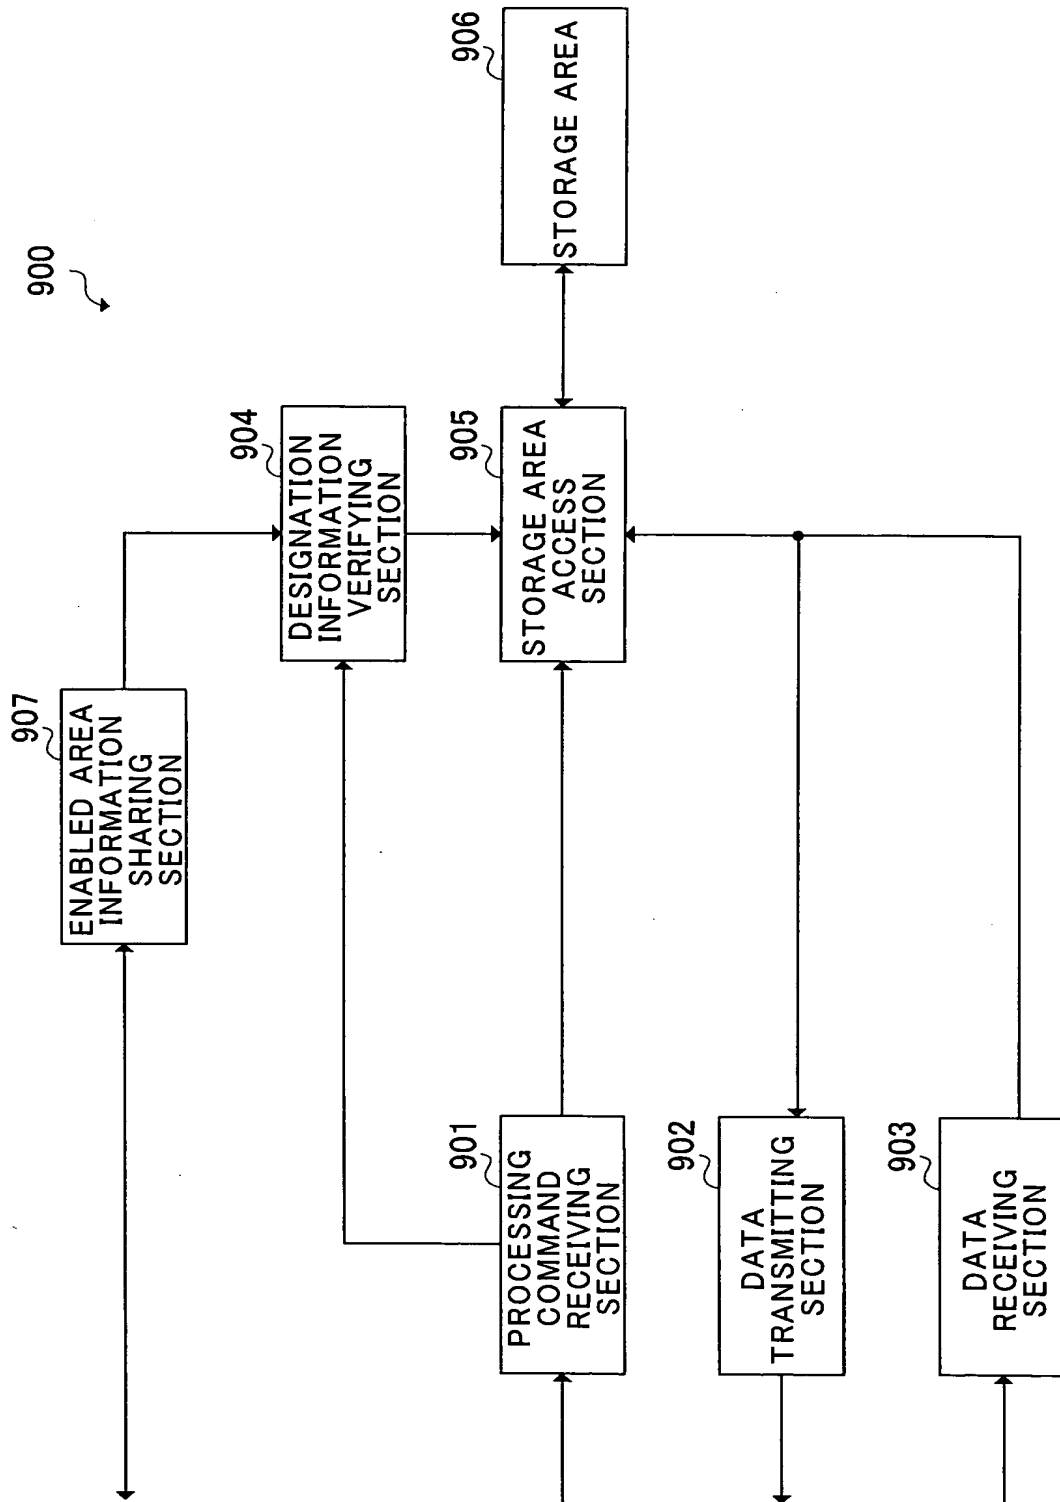 900
907
ENABLED AREA
INFORMATION
SHARING
SECTION
904
DESIGNATION
INFORMATION
VERIFYING
SECTION
901
PROCESSING
COMMAND
RECEIVING
SECTION
905
STORAGE AREA
ACCESS
SECTION
906
STORAGE AREA
902
DATA
TRANSMITTING
SECTION
903
DATA
RECEIVING
SECTION